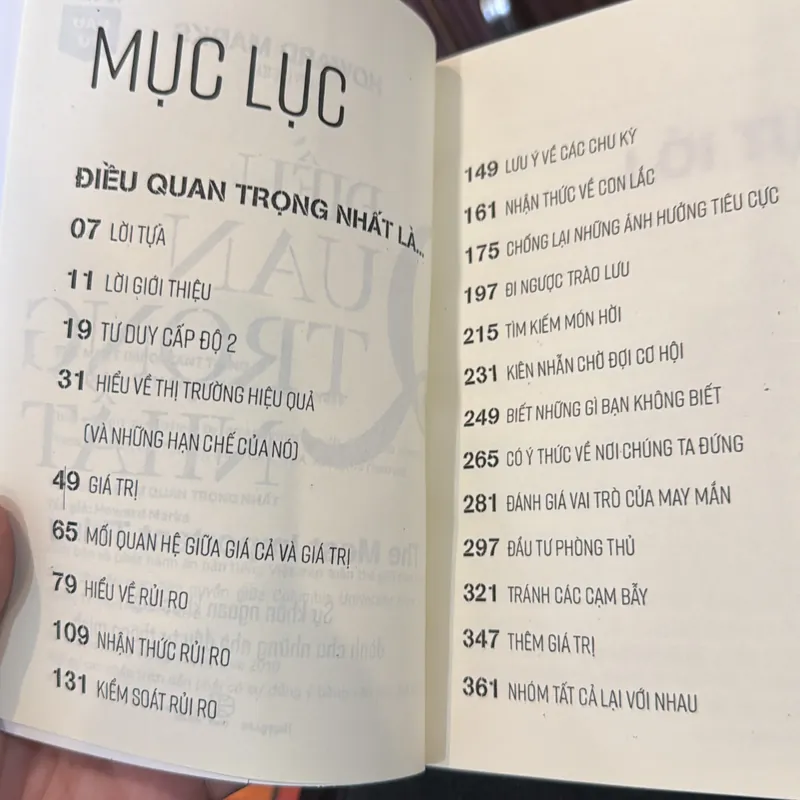 MỤC LỤC
ĐIỀU QUAN TRỌNG NHẤT LÀ...
07 LỜI TỰA
11 LỜI GIỚI THIỆU
19 TƯ DUY CẤP ĐỘ 2
31 HIỂU VỀ THỊ TRƯỜNG HIỆU QUẢ
(VÀ NHỮNG HẠN CHẾ CỦA NÓ)
49 GIÁ TRỊ
65 MỐI QUAN HỆ GIỮA GIÁ CẢ VÀ GIÁ TRỊ
79 HIỂU VỀ RỦI RO
109 NHẬN THỨC RỦI RO
131 KIỂM SOÁT RỦI RO
149 LƯU Ý VỀ CÁC CHU KỲ
161 NHẬN THỨC VỀ CON LẮC
175 CHỐNG LẠI NHỮNG ẢNH HƯỞNG TIÊU CỰC
197 ĐI NGƯỢC TRÀO LƯU
215 TÌM KIẾM MÓN HỜI
231 KIÊN NHẪN CHỜ ĐỢI CƠ HỘI
249 BIẾT NHỮNG GÌ BẠN KHÔNG BIẾT
265 CÓ Ý THỨC VỀ NƠI CHÚNG TA ĐỨNG
281 ĐÁNH GIÁ VAI TRÒ CỦA MAY MẮN
297 ĐẦU TƯ PHÒNG THỦ
321 TRÁNH CÁC CẠM BẪY
347 THÊM GIÁ TRỊ
361 NHÓM TẤT CẢ LẠI VỚI NHAU